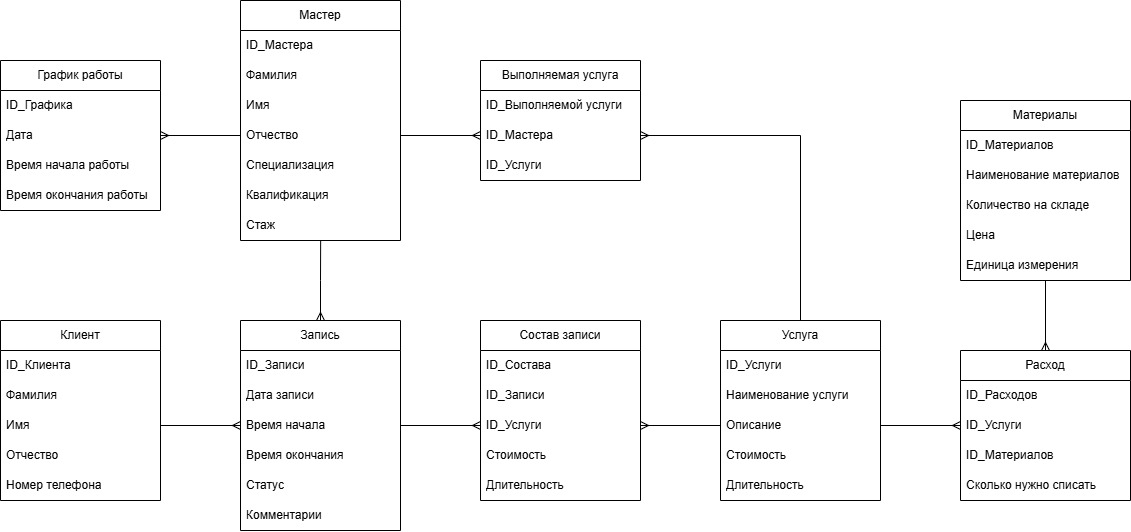 Мастер
ID_Мастера
Фамилия
Имя
Отчество
Специализация
Квалификация
Стаж
График работы
ID_Графика
Дата
Время начала работы
Время окончания работы
Выполняемая услуга
ID_Выполняемой услуги
ID_Мастера
ID_Услуги
Материалы
ID_Материалов
Наименование материалов
Количество на складе
Цена
Единица измерения
Клиент
ID_Клиента
Фамилия
Имя
Отчество
Номер телефона
Запись
ID_Записи
Дата записи
Время начала
Время окончания
Статус
Комментарии
Состав записи
ID_Состава
ID_Записи
ID_Услуги
Стоимость
Длительность
Услуга
ID_Услуги
Наименование услуги
Описание
Стоимость
Длительность
Расход
ID_Расходов
ID_Услуги
ID_Материалов
Сколько нужно списать